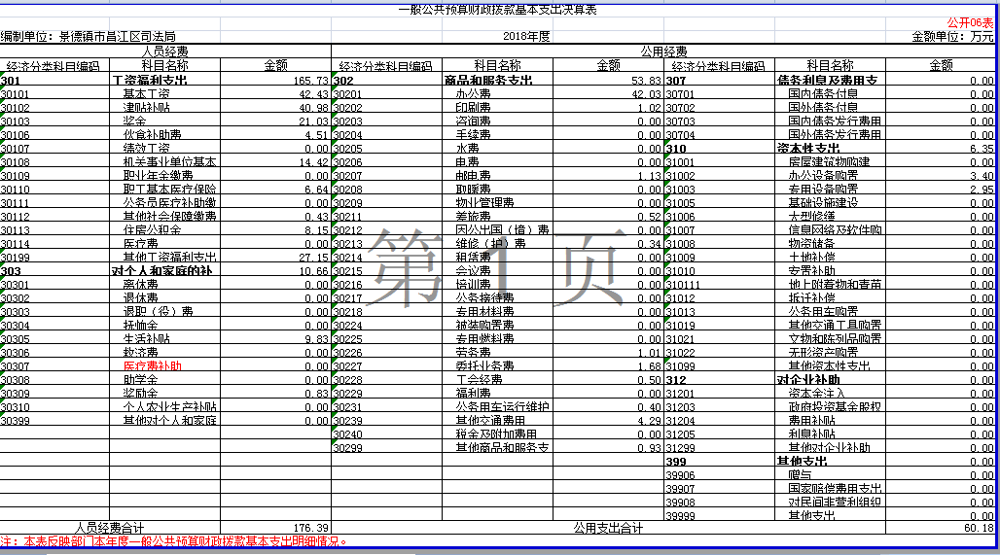 一般公共预算财政拨款基本支出决算表
公开06表
编制单位：景德镇市昌江区司法局 2018年度 金额单位：万元
人员经费 公用经费
经济分类科目编码 科目名称 金额 经济分类科目编码 科目名称 金额 经济分类科目编码 科目名称 金额
301 工资福利支出 165.73 302 商品和服务支出 53.83 307 债务利息及费用支 0.00
30101 基本工资 42.43 30201 办公费 42.03 30701 国内债务付息 0.00
30102 津贴补贴 40.98 30202 印刷费 1.02 30702 国外债务付息 0.00
30103 奖金 21.03 30203 咨询费 0.00 30703 国内债务发行费用 0.00
30106 伙食补助费 4.51 30204 手续费 0.00 30704 国外债务发行费用 0.00
30107 绩效工资 0.00 30205 水费 0.00 310 资本性支出 6.35
30108 机关事业单位基本 14.42 30206 电费 0.00 31001 房屋建筑物购建 0.00
30109 职业年金缴费 0.00 30207 邮电费 1.13 31002 办公设备购置 3.40
30110 职工基本医疗保险 6.64 30208 取暖费 0.00 31003 专用设备购置 2.95
30111 公务员医疗补助缴 0.00 30209 物业管理费 0.00 31005 基础设施建设 0.00
30112 其他社会保障缴费 0.43 30211 差旅费 0.52 31006 大型修缮 0.00
30113 住房公积金 8.15 30212 因公出国（境）费 0.00 31007 信息网络及软件购 0.00
30114 医疗费 0.00 30213 维修（护）费 0.34 31008 物资储备 0.00
30199 其他工资福利支出 27.15 30214 租赁费 0.00 31009 土地补偿 0.00
303 对个人和家庭的补 10.66 30215 会议费 0.00 31010 安置补助 0.00
30301 离休费 0.00 30216 培训费 0.00 310111 地上附着物和青苗 0.00
30302 退休费 0.00 30217 公务接待费 0.00 31012 拆迁补偿 0.00
30303 退职（役）费 0.00 30218 专用材料费 0.00 31013 公务用车购置 0.00
30304 抚恤金 0.00 30224 被装购置费 0.00 31019 其他交通工具购置 0.00
30305 生活补贴 9.83 30225 专用燃料费 0.00 31021 文物和陈列品购置 0.00
30306 救济费 0.00 30226 劳务费 1.01 31022 无形资产购置 0.00
30307 医疗费补助 0.00 30227 委托业务费 1.68 31099 其他资本性支出 0.00
30308 助学金 0.00 30228 工会经费 0.50 312 对企业补助 0.00
30309 奖励金 0.83 30229 福利费 0.00 31201 资本金注入 0.00
30310 个人农业生产补贴 0.00 30231 公务用车运行维护 0.40 31203 政府投资基金股权 0.00
30399 其他对个人和家庭 0.00 30239 其他交通费用 4.29 31204 费用补贴 0.00
30240 税金及附加费用 0.00 31205 利息补贴 0.00
30299 其他商品和服务支 0.93 31299 其他对企业补助 0.00
399 其他支出 0.00
39906 赠与 0.00
39907 国家赔偿费用支出 0.00
39908 对民间非营利组织 0.00
39999 其他支出 0.00
人员经费合计 176.39 公用支出合计 60.18
注：本表反映部门本年度一般公共预算财政拨款基本支出明细情况。
第 1 页